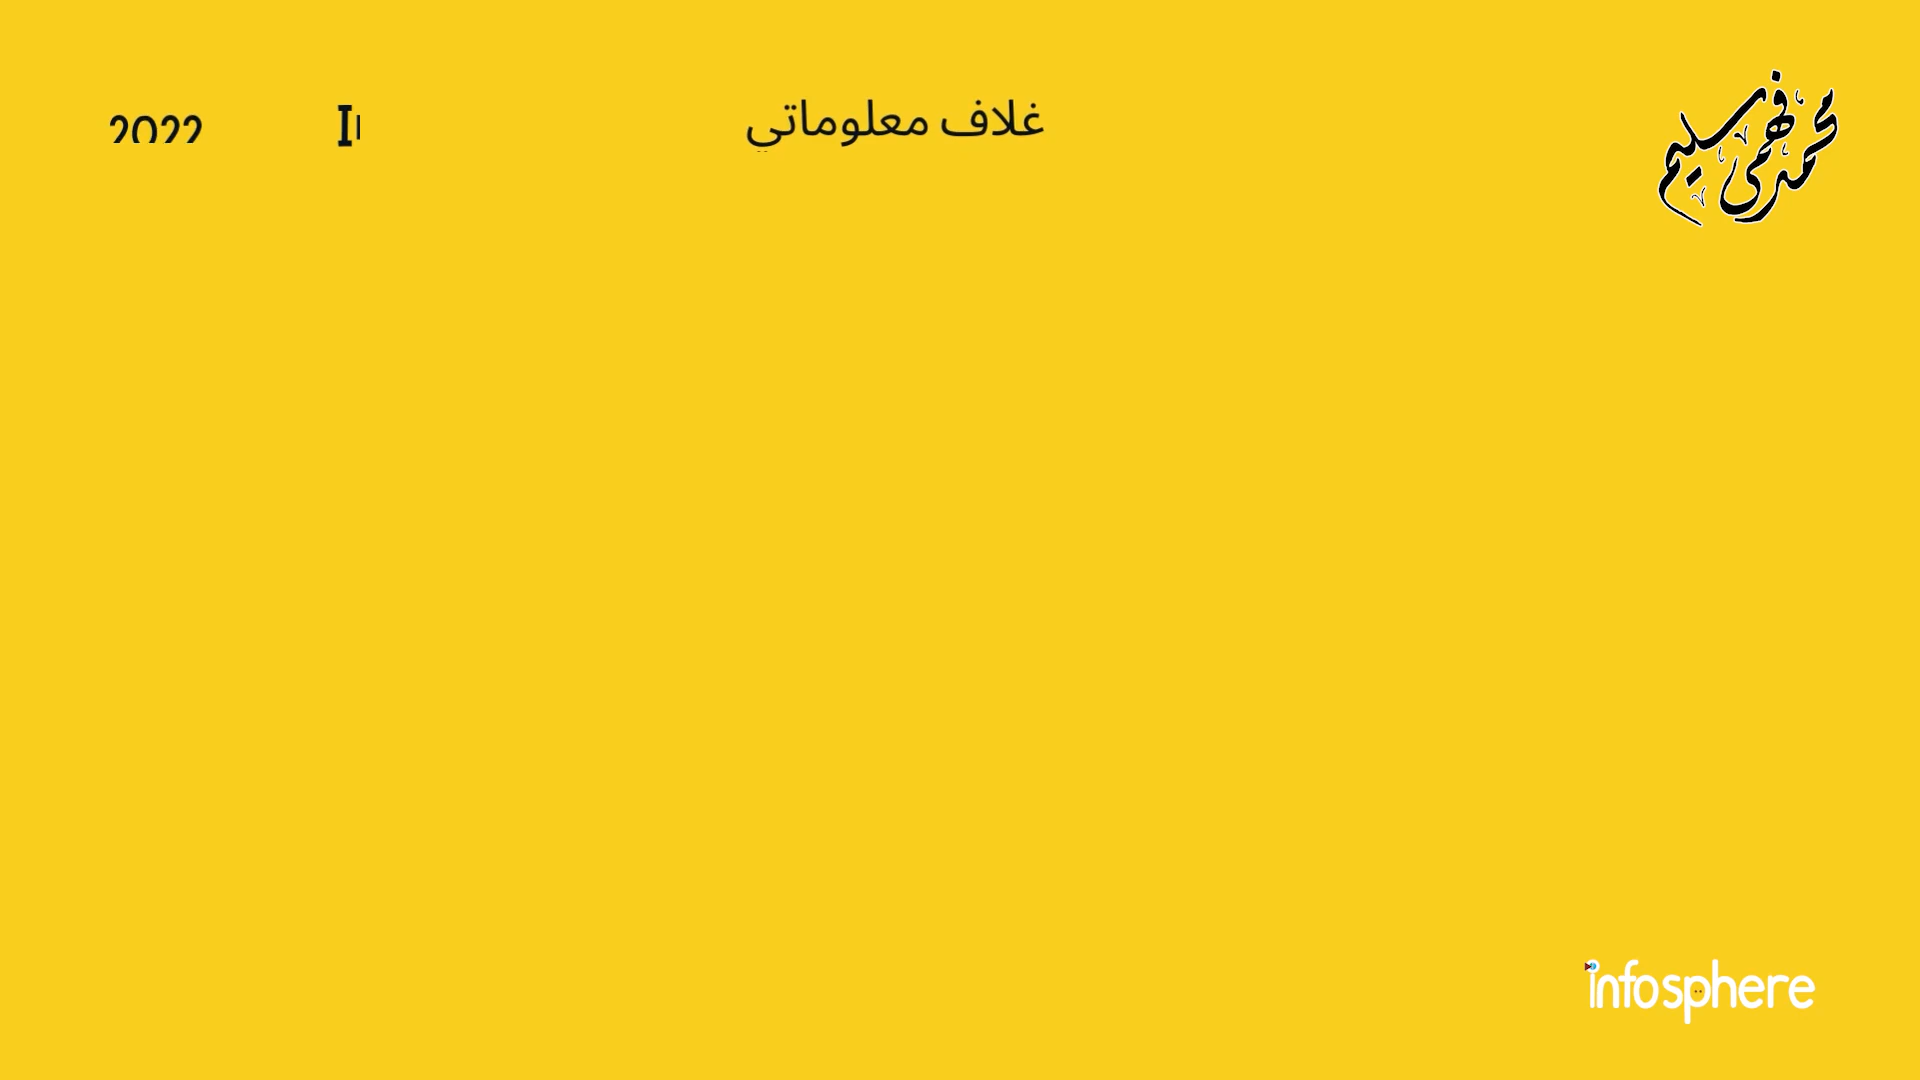 2022
غلاف معلوماتي
محمد فهمي سليم
infosphere